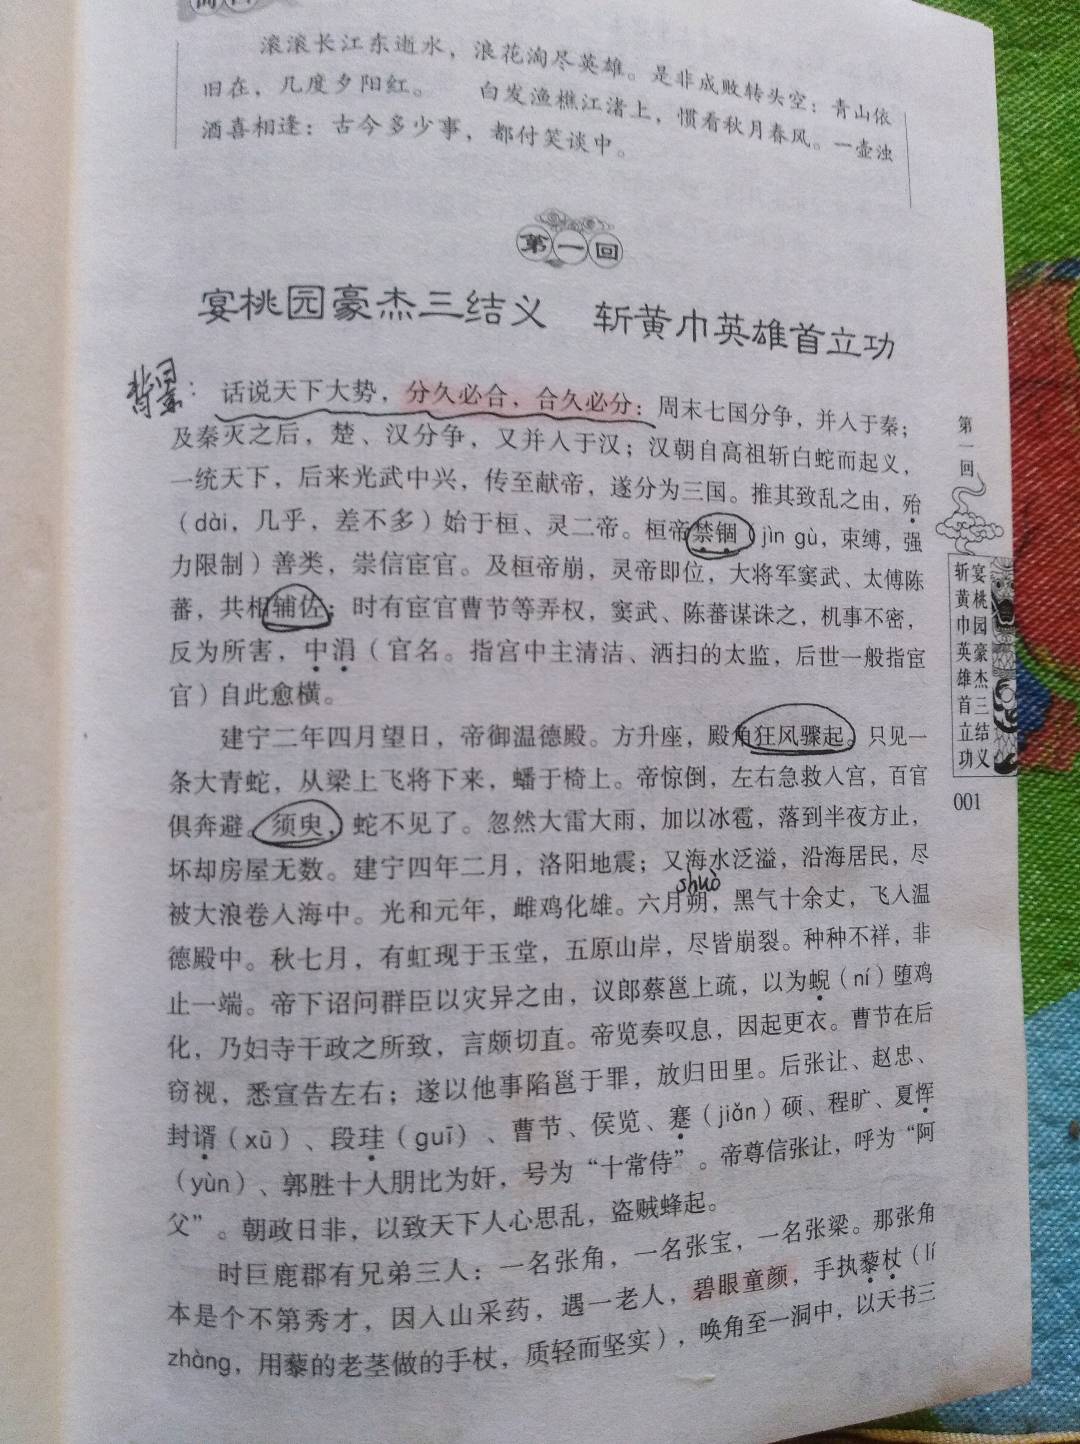 滚滚长江东逝水，浪花淘尽英雄。是非成败转头空：青山依
旧在，几度夕阳红。　　白发渔樵江渚上，惯看秋月春风。一壶浊
酒喜相逢：古今多少事，都付笑谈中。
第一回
宴桃园豪杰三结义　斩黄巾英雄首立功
背景：话说天下大势，分久必合，合久必分：周末七国分争，并入于秦；
及秦灭之后，楚、汉分争，又并入于汉；汉朝自高祖斩白蛇而起义，
一统天下，后来光武中兴，传至献帝，遂分为三国。推其致乱之由，殆
（dài，几乎，差不多）始于桓、灵二帝。桓帝禁锢（jìn gù，束缚，强
力限制）善类，崇信宦官。及桓帝崩，灵帝即位，大将军窦武、太傅陈
蕃，共相辅佐；时有宦官曹节等弄权，窦武、陈蕃谋诛之，机事不密，
反为所害，中涓（官名。指宫中主清洁、洒扫的太监，后世一般指宦
官）自此愈横。
建宁二年四月望日，帝御温德殿。方升座，殿角狂风骤起。只见一
条大青蛇，从梁上飞将下来，蟠于椅上。帝惊倒，左右急救入宫，百官
俱奔避。须臾，蛇不见了。忽然大雷大雨，加以冰雹，落到半夜方止，
坏却房屋无数。建宁四年二月，洛阳地震；又海水泛溢，沿海居民，尽
shuò
被大浪卷入海中。光和元年，雌鸡化雄。六月朔，黑气十余丈，飞入温
德殿中。秋七月，有虹现于玉堂，五原山岸，尽皆崩裂。种种不祥，非
止一端。帝下诏问群臣以灾异之由，议郎蔡邕上疏，以为蜺（ní）堕鸡
化，乃妇寺干政之所致，言颇切直。帝览奏叹息，因起更衣。曹节在后
窃视，悉宣告左右；遂以他事陷邕于罪，放归田里。后张让、赵忠、
封谞（xū）、段珪（guī）、曹节、侯览、蹇（jiǎn）硕、程旷、夏恽
（yùn）、郭胜十人朋比为奸，号为“十常侍”。帝尊信张让，呼为“阿
父”。朝政日非，以致天下人心思乱，盗贼蜂起。
时巨鹿郡有兄弟三人：一名张角，一名张宝，一名张梁。那张角
本是个不第秀才，因入山采药，遇一老人，碧眼童颜，手执藜杖（lí
zhàng，用藜的老茎做的手杖，质轻而坚实），唤角至一洞中，以天书三
第一回
宴桃园豪杰三结义
斩黄巾英雄首立功
001